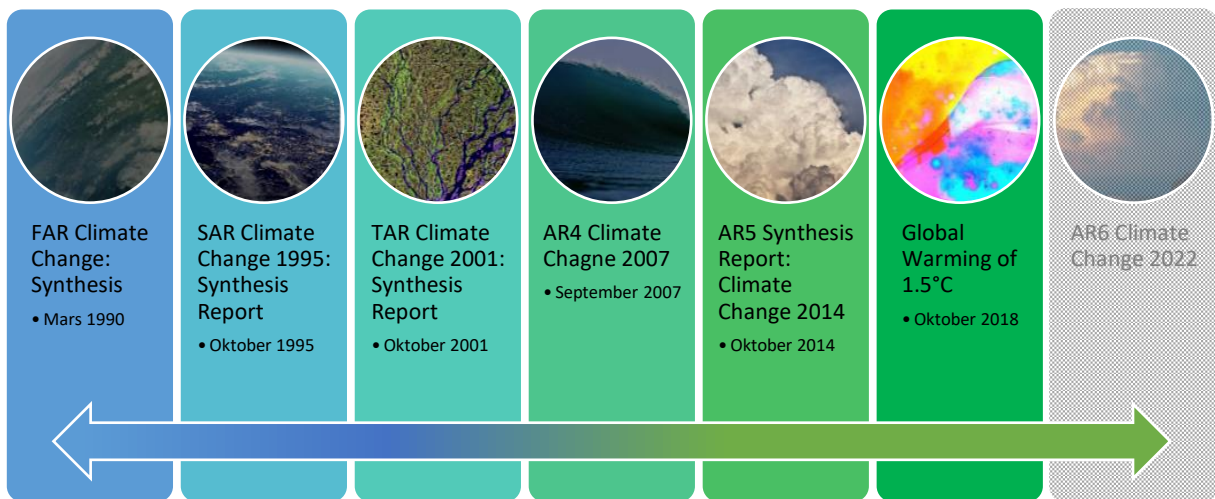 FAR Climate
Change:
Synthesis
• Mars 1990
SAR Climate
Change 1995:
Synthesis
Report
• Oktober 1995
TAR Climate
Change 2001:
Synthesis
Report
• Oktober 2001
AR4 Climate
Chagne 2007
• September 2007
AR5 Synthesis
Report:
Climate
Change 2014
• Oktober 2014
Global
Warming of
1.5°C
• Oktober 2018
AR6 Climate
Change 2022